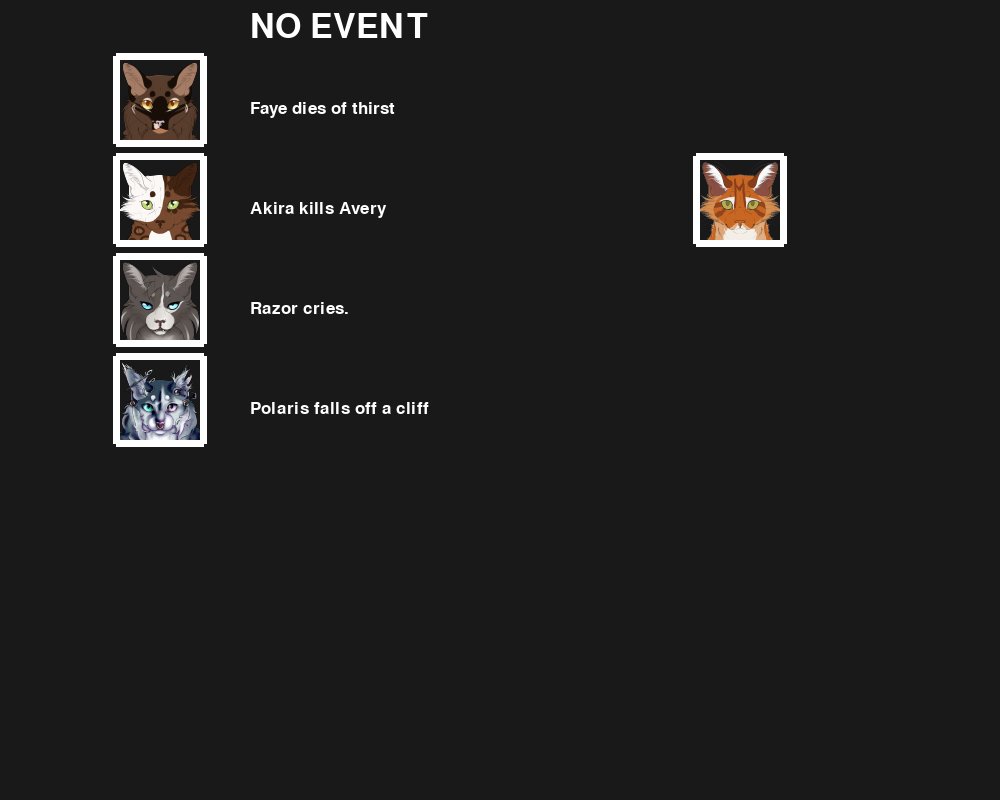 NO EVENT
Faye dies of thirst
Akira kills Avery
Razor cries.
Polaris falls off a cliff